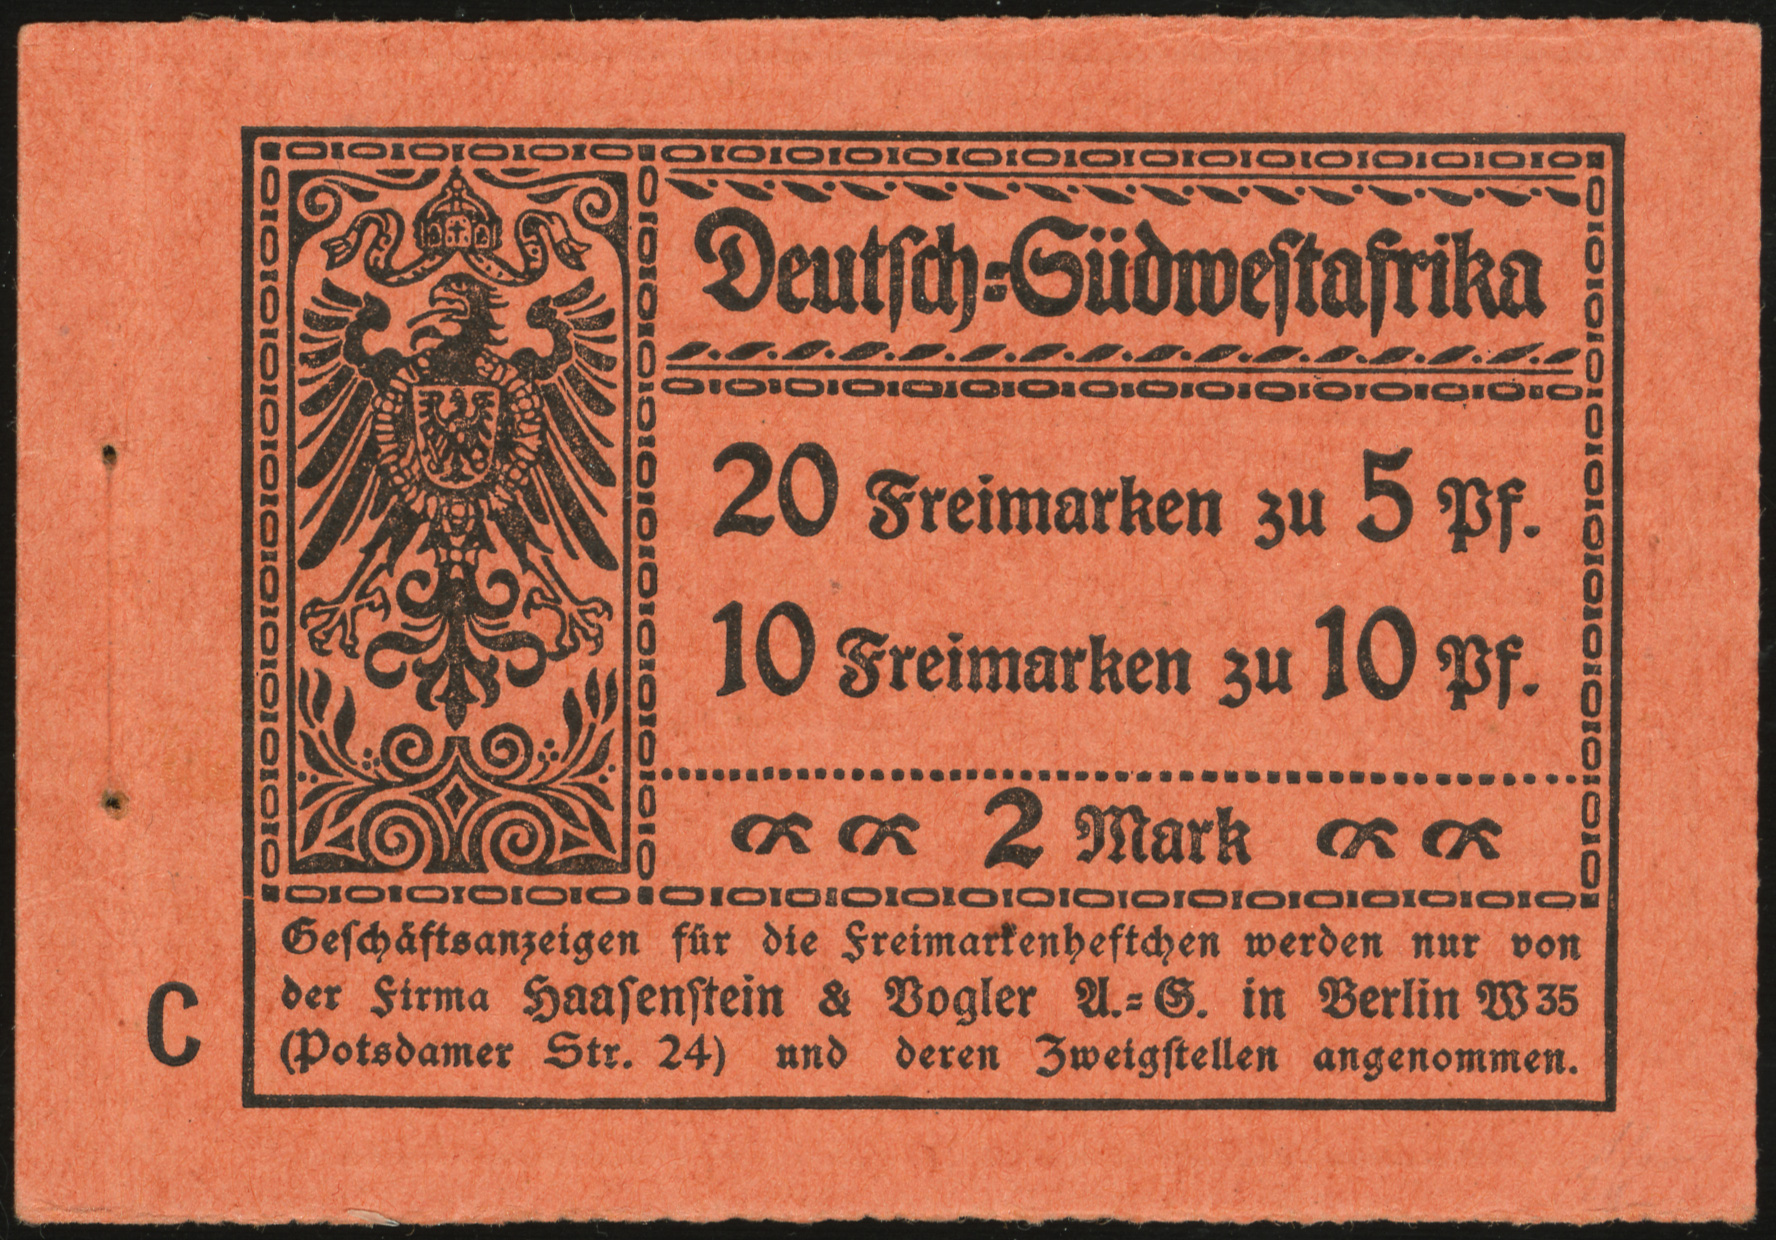 Deutsch=Südwestafrika
20 Freimarken zu 5 Pf.
10 Freimarken zu 10 Pf.
2 Mark
Geschäftsanzeigen für die Freimarkenheftchen werden nur von
der Firma Haasenstein & Vogler A.=G. in Berlin W 35
(Potsdamer Str. 24) und deren Zweigstellen angenommen.
C